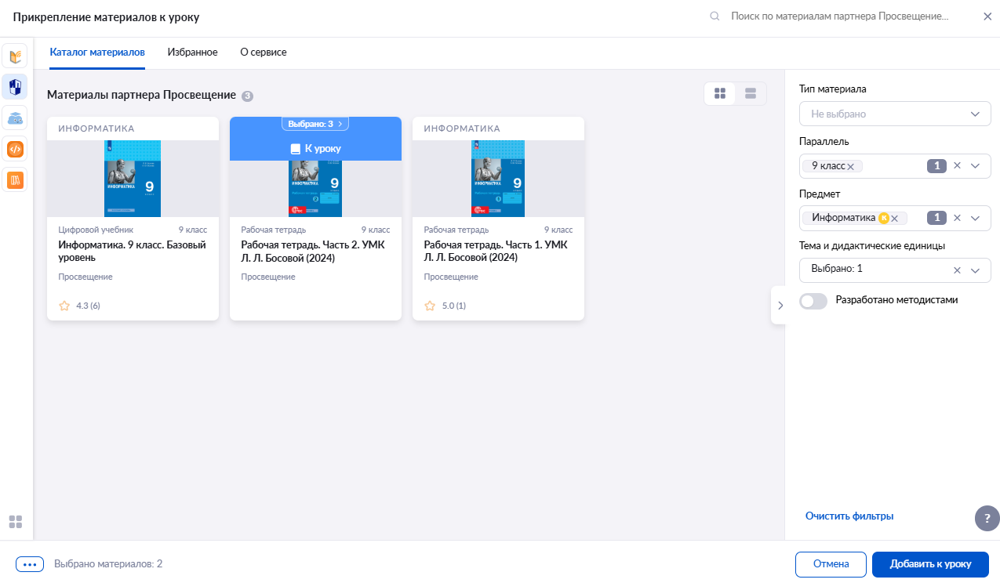 Прикрепление материалов к уроку
Поиск по материалам партнера Просвещение...
Каталог материалов
Избранное
О сервисе
Материалы партнера Просвещение 3
ИНФОРМАТИКА
ИНФОРМАТИКА
9
Цифровой учебник
9 класс
Информатика. 9 класс. Базовый
уровень
Просвещение
4.3 (6)
Выбрано: 3
К уроку
ИНФОРМАТИКА
9
Рабочая тетрадь
9 класс
Рабочая тетрадь. Часть 2. УМК
Л. Л. Босовой (2024)
Просвещение
ИНФОРМАТИКА
ИНФОРМАТИКА
9
Рабочая тетрадь
9 класс
Рабочая тетрадь. Часть 1. УМК
Л. Л. Босовой (2024)
Просвещение
5.0 (1)
Тип материала
Не выбрано
Параллель
9 класс
1
Предмет
Информатика К
1
Тема и дидактические единицы
Выбрано: 1
Разработано методистами
Очистить фильтры
?
Выбрано материалов: 2
Отмена
Добавить к уроку